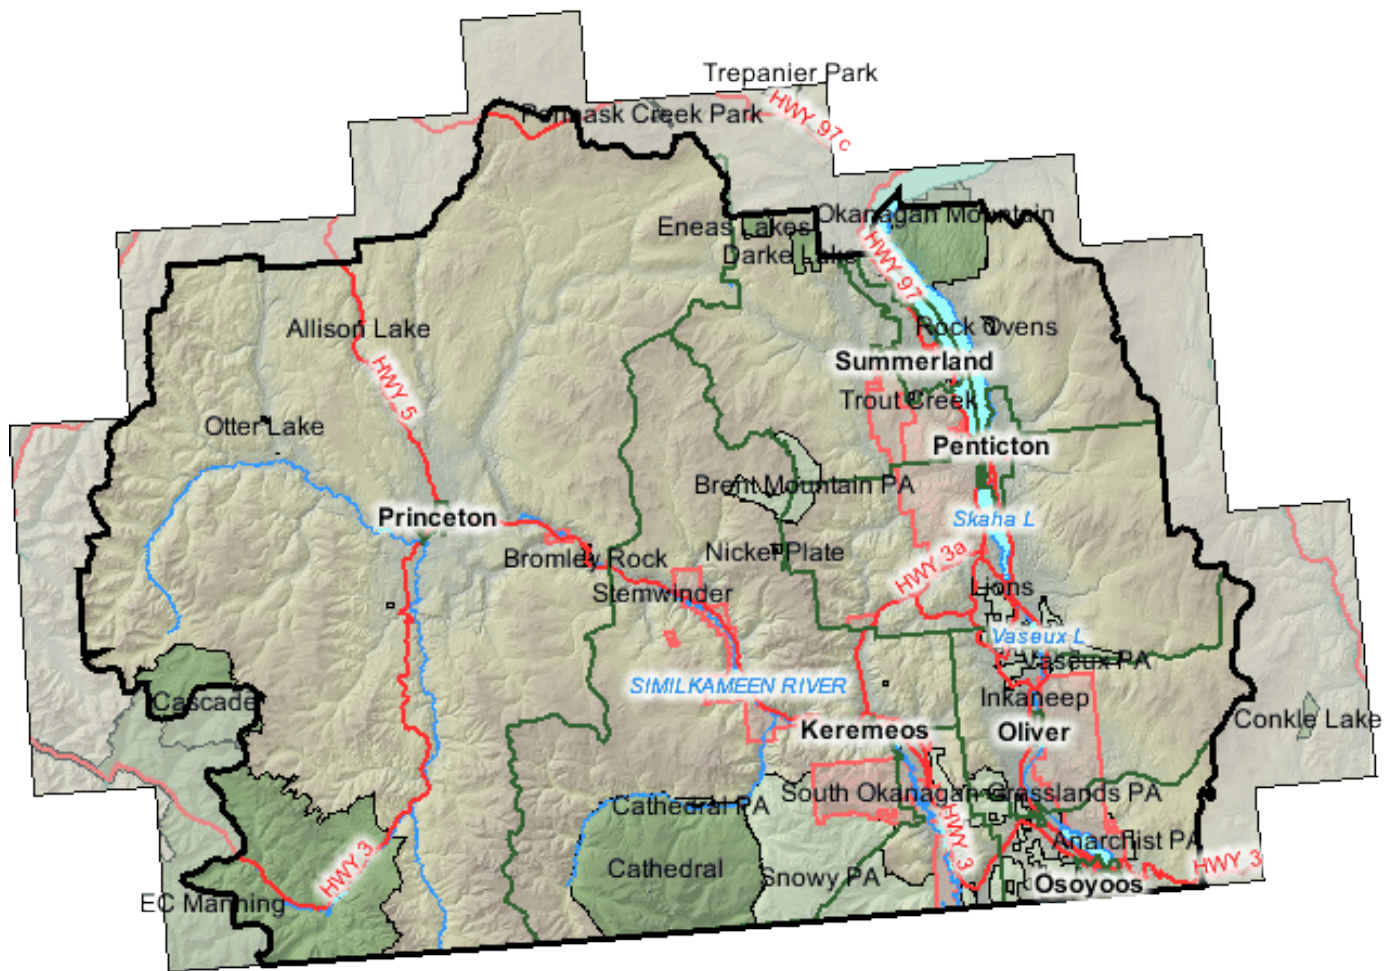 Trepanier Park
Pennask Creek Park
HWY 97c
Okanagan Mountain
Eneas Lakes
Darke Lake
HWY 97
Allison Lake
Rock Ovens
Summerland
HWY 5
Trout Creek
Otter Lake
Penticton
Brent Mountain PA
Princeton
Skaha L
Bromley Rock
Nickel Plate
HWY 3a
Stemwinder
Lions
Vaseux L
Vaseux PA
SIMILKAMEEN RIVER
Cascade
Inkaneep
Conkle Lake
Keremeos
Oliver
Cathedral PA
South Okanagan Grasslands PA
HWY 3
Anarchist PA
HWY 3
HWY 3
Cathedral
Snowy PA
Osoyoos
EC Manning